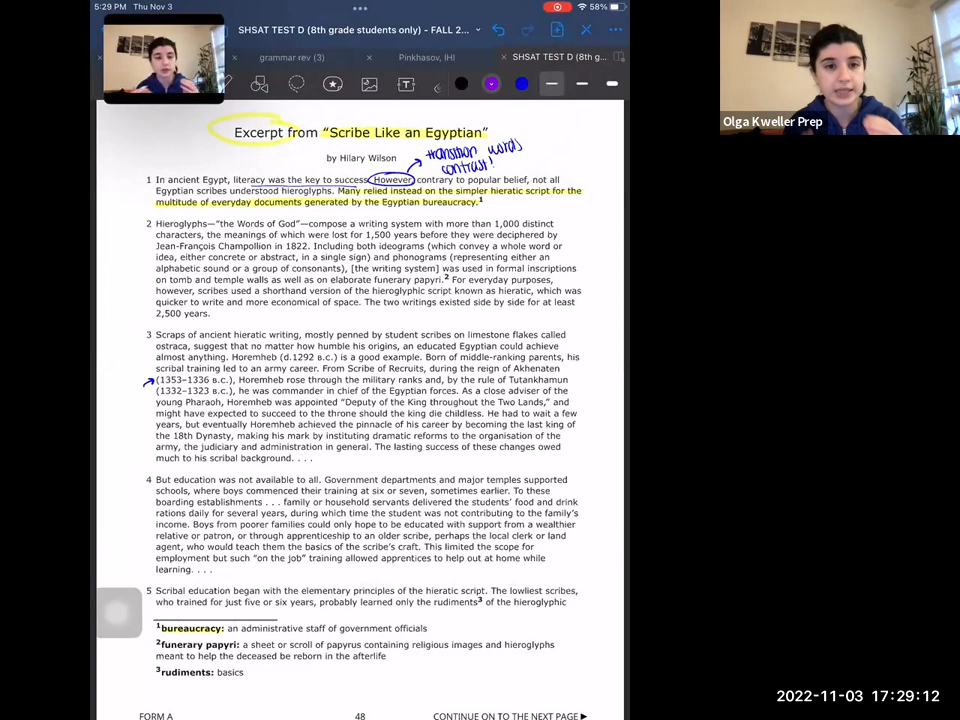 5:29 PM Thu Nov 3
58%
SHSAT TEST D (8th grade students only) - FALL 2...
grammar rev (3)
Pinkhasov, IHI
SHSAT TEST D (8th g...
Olga Kweller Prep
Excerpt from “Scribe Like an Egyptian”
by Hilary Wilson
transition words
contrast!
1 In ancient Egypt, literacy was the key to success. However, contrary to popular belief, not all
Egyptian scribes understood hieroglyphs. Many relied instead on the simpler hieratic script for the
multitude of everyday documents generated by the Egyptian bureaucracy.1
2 Hieroglyphs—“the Words of God”—compose a writing system with more than 1,000 distinct
characters, the meanings of which were lost for 1,500 years before they were deciphered by
Jean-François Champollion in 1822. Including both ideograms (which convey a whole word or
idea, either concrete or abstract, in a single sign) and phonograms (representing either an
alphabetic sound or a group of consonants), [the writing system] was used in formal inscriptions
on tomb and temple walls as well as on elaborate funerary papyri.2 For everyday purposes,
however, scribes used a shorthand version of the hieroglyphic script known as hieratic, which was
quicker to write and more economical of space. The two writings existed side by side for at least
2,500 years.
3 Scraps of ancient hieratic writing, mostly penned by student scribes on limestone flakes called
ostraca, suggest that no matter how humble his origins, an educated Egyptian could achieve
almost anything. Horemheb (d.1292 B.C.) is a good example. Born of middle-ranking parents, his
scribal training led to an army career. From Scribe of Recruits, during the reign of Akhenaten
(1353–1336 B.C.), Horemheb rose through the military ranks and, by the rule of Tutankhamun
(1332–1323 B.C.), he was commander in chief of the Egyptian forces. As a close adviser of the
young Pharaoh, Horemheb was appointed “Deputy of the King throughout the Two Lands,” and
might have expected to succeed to the throne should the king die childless. He had to wait a few
years, but eventually Horemheb achieved the pinnacle of his career by becoming the last king of
the 18th Dynasty, making his mark by instituting dramatic reforms to the organisation of the
army, the judiciary and administration in general. The lasting success of these changes owed
much to his scribal background. . . .
4 But education was not available to all. Government departments and major temples supported
schools, where boys commenced their training at six or seven, sometimes earlier. To these
boarding establishments . . . family or household servants delivered the students’ food and drink
rations daily for several years, during which time the student was not contributing to the family’s
income. Boys from poorer families could only hope to be educated with support from a wealthier
relative or patron, or through apprenticeship to an older scribe, perhaps the local clerk or land
agent, who would teach them the basics of the scribe’s craft. This limited the scope for
employment but such “on the job” training allowed apprentices to help out at home while
learning. . . .
5 Scribal education began with the elementary principles of the hieratic script. The lowliest scribes,
who trained for just five or six years, probably learned only the rudiments3 of the hieroglyphic
1bureaucracy: an administrative staff of government officials
2funerary papyri: a sheet or scroll of papyrus containing religious images and hieroglyphs
meant to help the deceased be reborn in the afterlife
3rudiments: basics
FORM A
48
CONTINUE ON TO THE NEXT PAGE ▶
2022-11-03 17:29:12